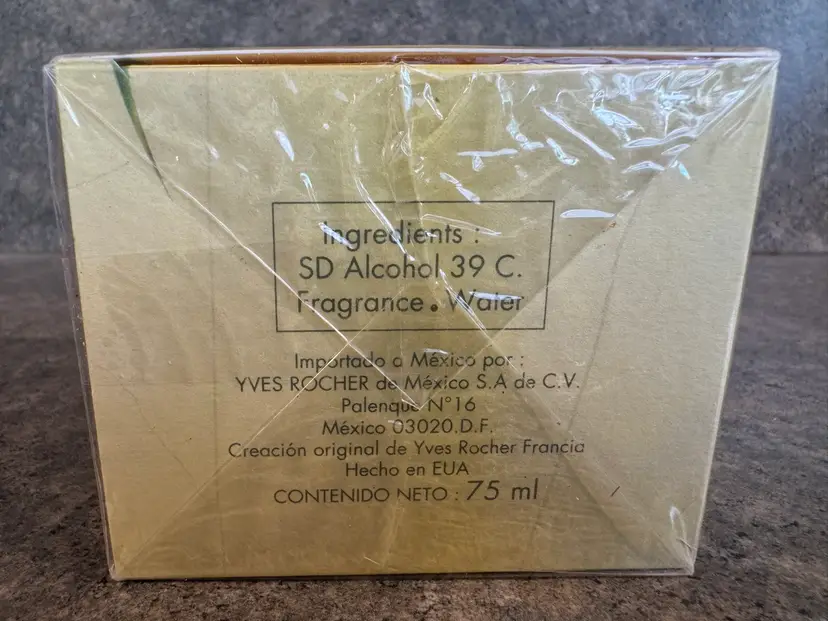 Ingredients :
SD Alcohol 39 C.
Fragrance • Water
Importado a México por :
YVES ROCHER de México S.A de C.V.
Palenque N°16
México 03020.D.F.
Creación original de Yves Rocher Francia
Hecho en EUA
CONTENIDO NETO : 75 ml